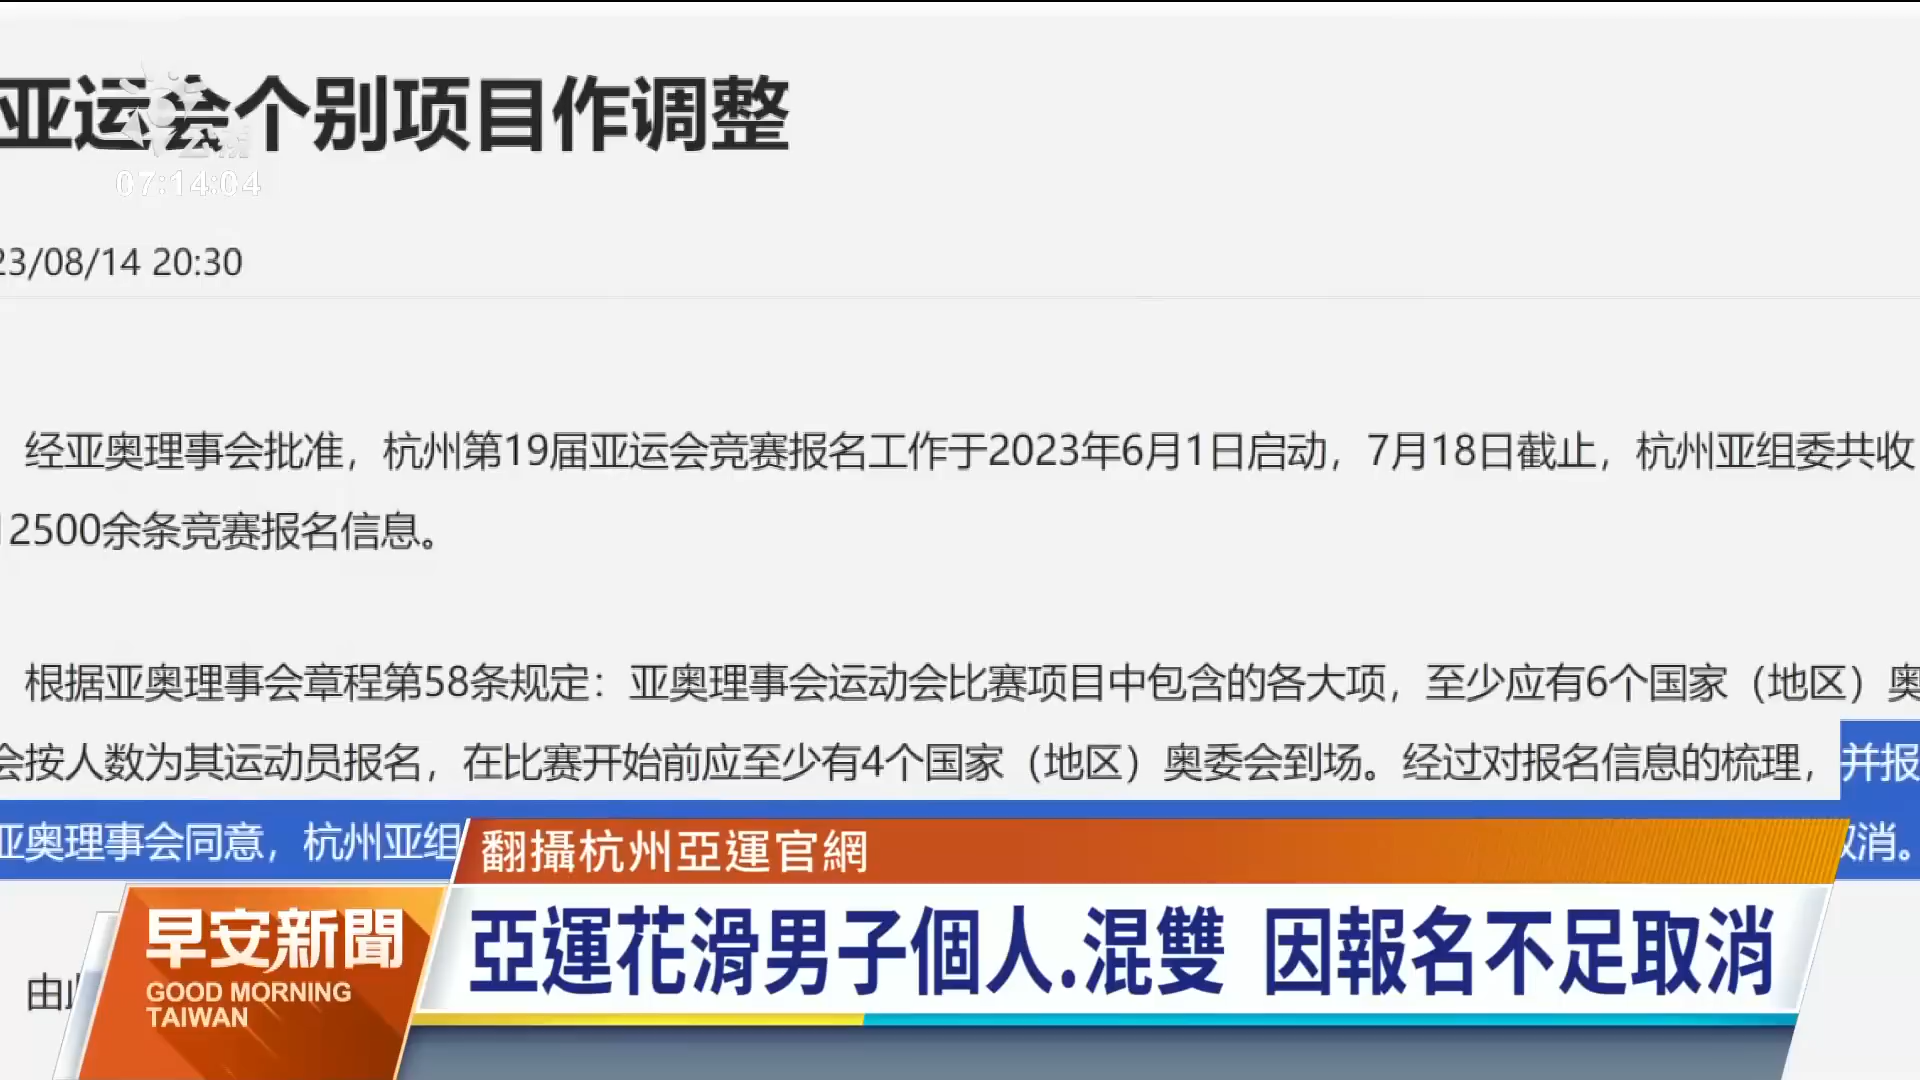 亚运会个别项目作调整
公視
07:14:04
23/08/14 20:30
经亚奥理事会批准，杭州第19届亚运会竞赛报名工作于2023年6月1日启动，7月18日截止，杭州亚组委共收
12500余条竞赛报名信息。
根据亚奥理事会章程第58条规定：亚奥理事会运动会比赛项目中包含的各大项，至少应有6个国家（地区）奥
会按人数为其运动员报名，在比赛开始前应至少有4个国家（地区）奥委会到场。经过对报名信息的梳理，并报
亚奥理事会同意，杭州亚组
取消。
翻攝杭州亞運官網
早安新聞
GOOD MORNING
TAIWAN
亞運花滑男子個人.混雙 因報名不足取消
由